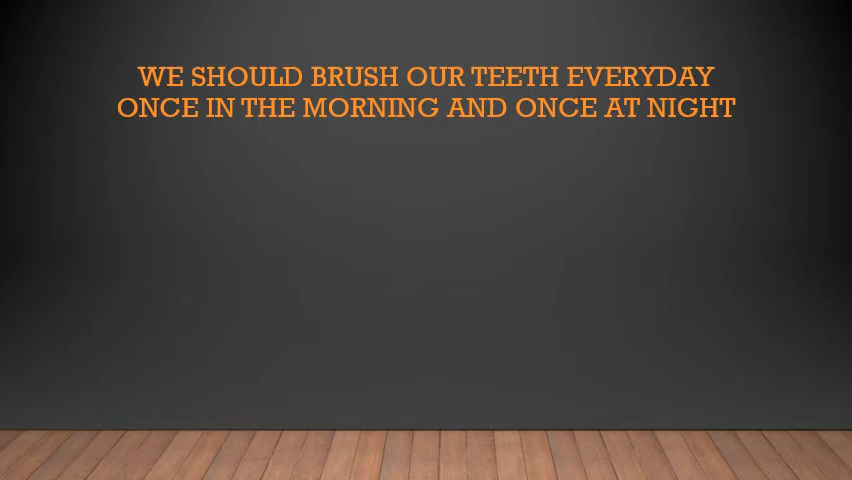 WE SHOULD BRUSH OUR TEETH EVERYDAY
ONCE IN THE MORNING AND ONCE AT NIGHT